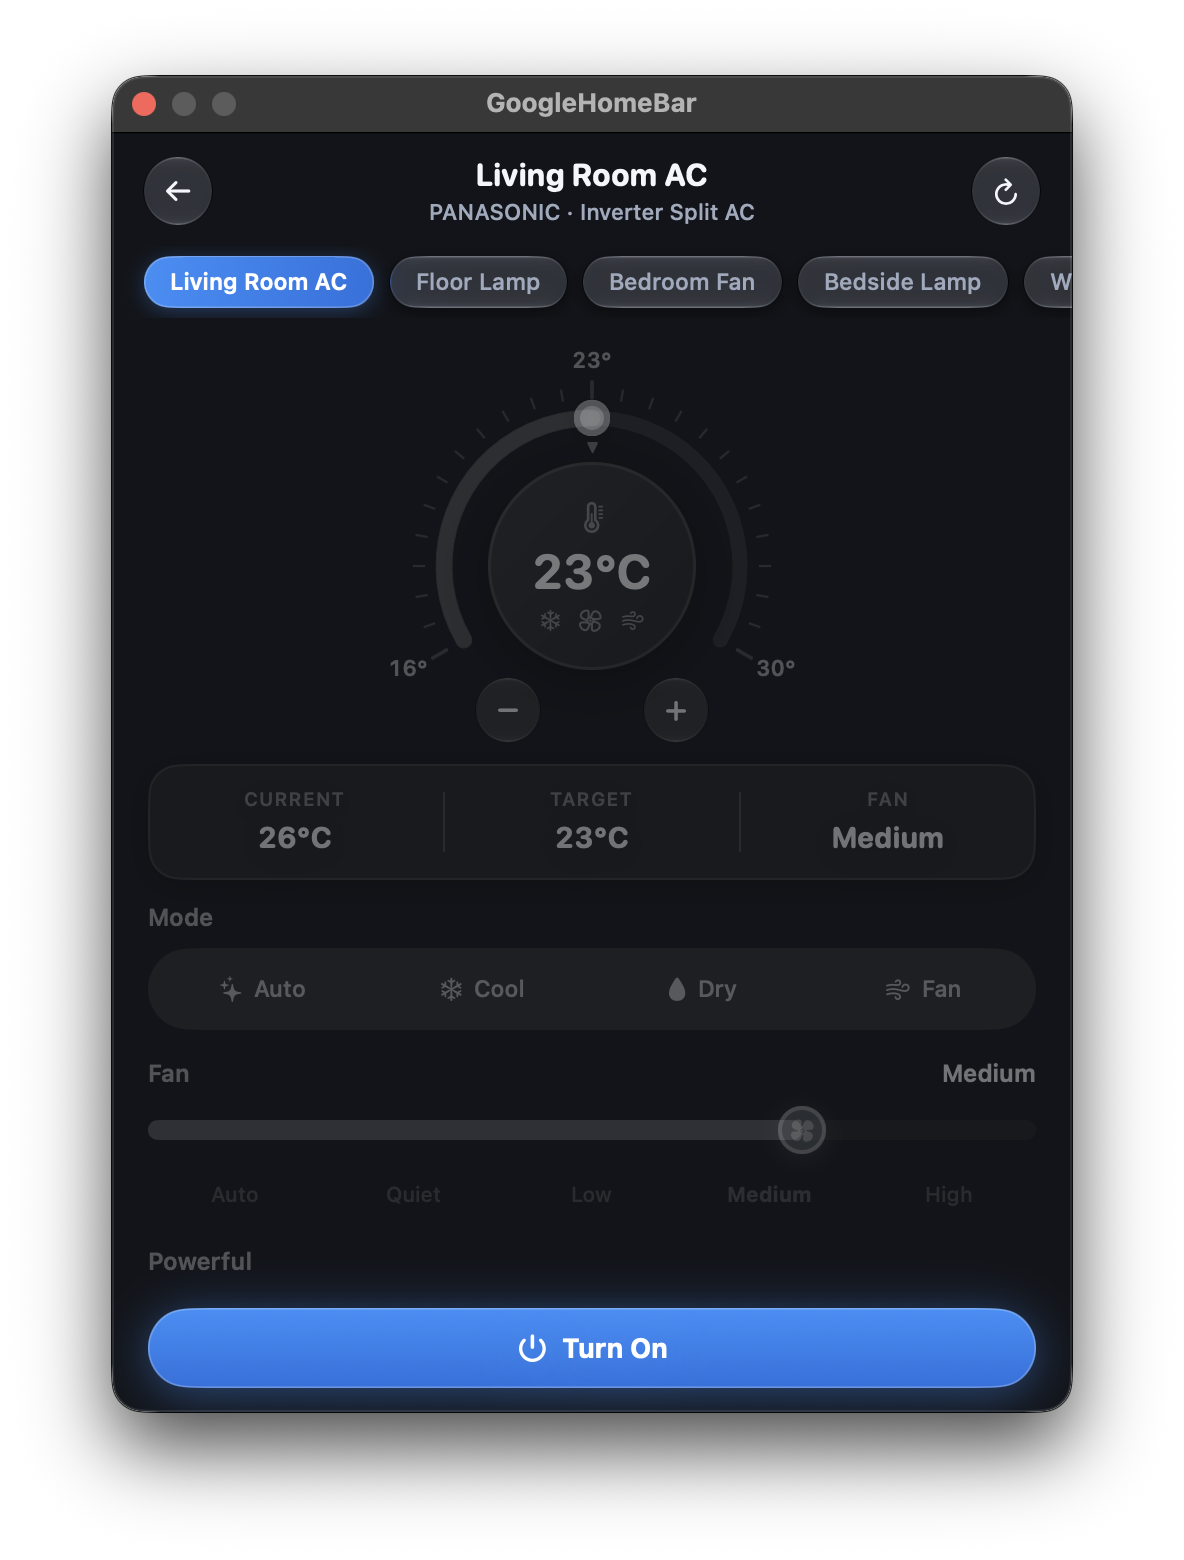 GoogleHomeBar
Living Room AC
PANASONIC · Inverter Split AC
Living Room AC
Floor Lamp
Bedroom Fan
Bedside Lamp
W
23°
23°C
16°
30°
CURRENT
TARGET
FAN
26°C
23°C
Medium
Mode
Auto
Cool
Dry
Fan
Fan
Medium
Auto
Quiet
Low
Medium
High
Powerful
Turn On